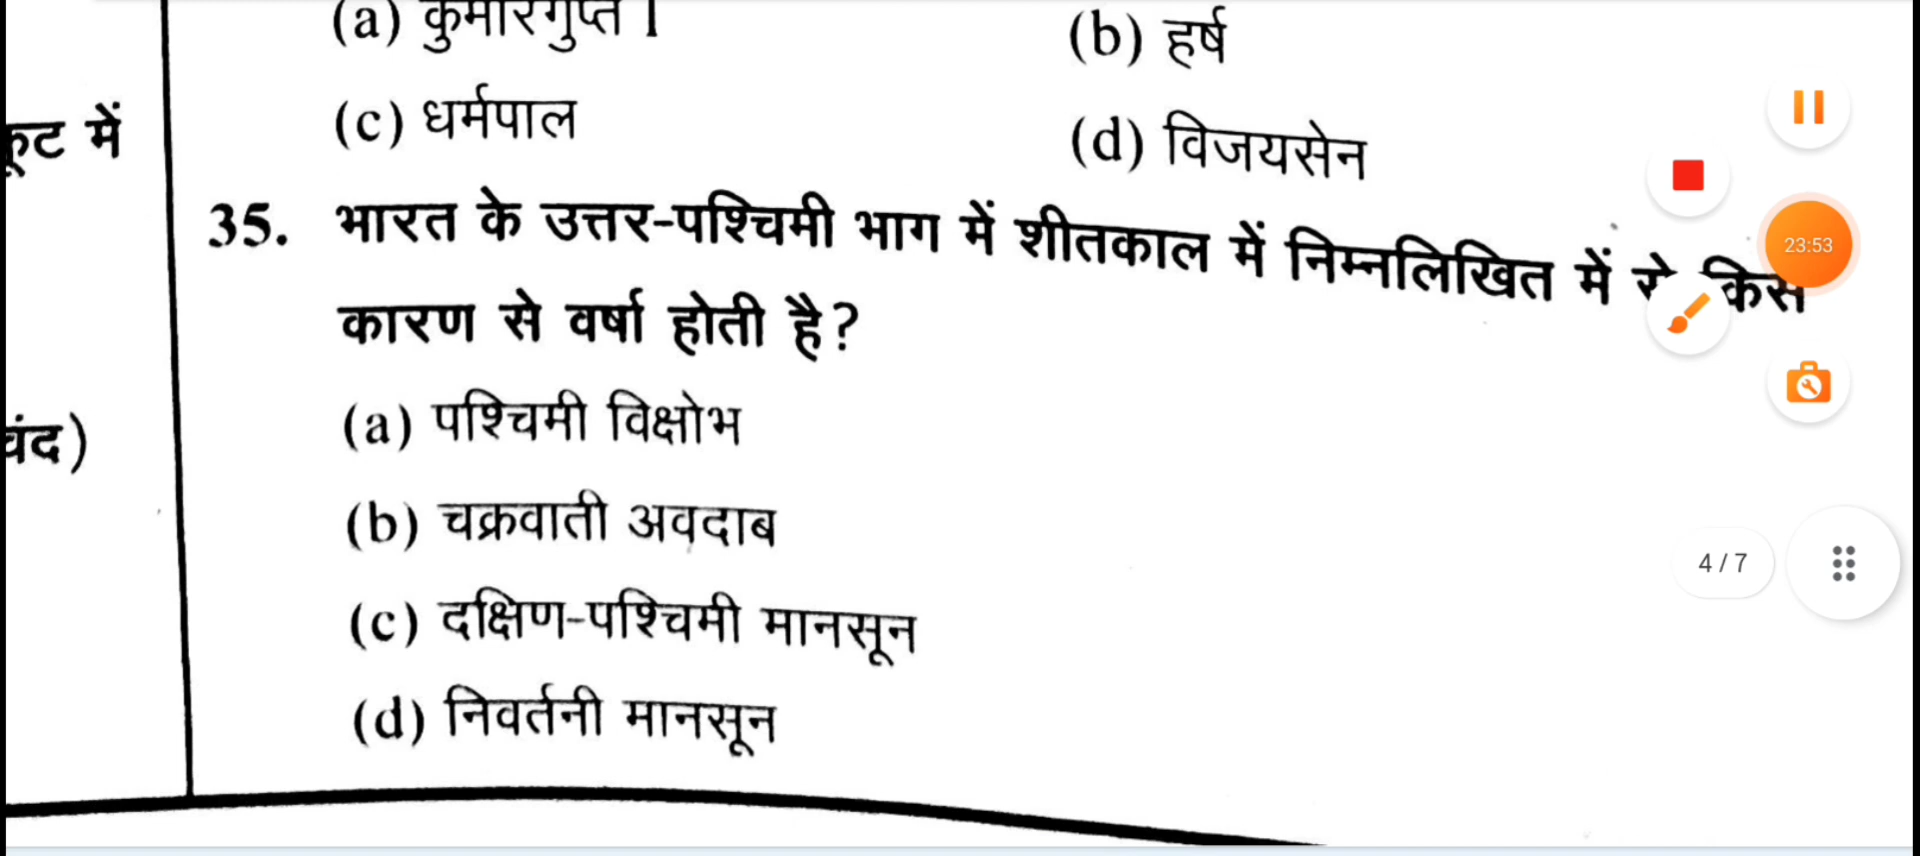 (a) कुमारगुप्त I
(b) हर्ष
(c) धर्मपाल
(d) विजयसेन
में
35. भारत के उत्तर-पश्चिमी भाग में शीतकाल में निम्नलिखित में से किस
कारण से वर्षा होती है?
(a) पश्चिमी विक्षोभ
(b) चक्रवाती अवदाब
(c) दक्षिण-पश्चिमी मानसून
(d) निवर्तनी मानसून
23:53
4 / 7